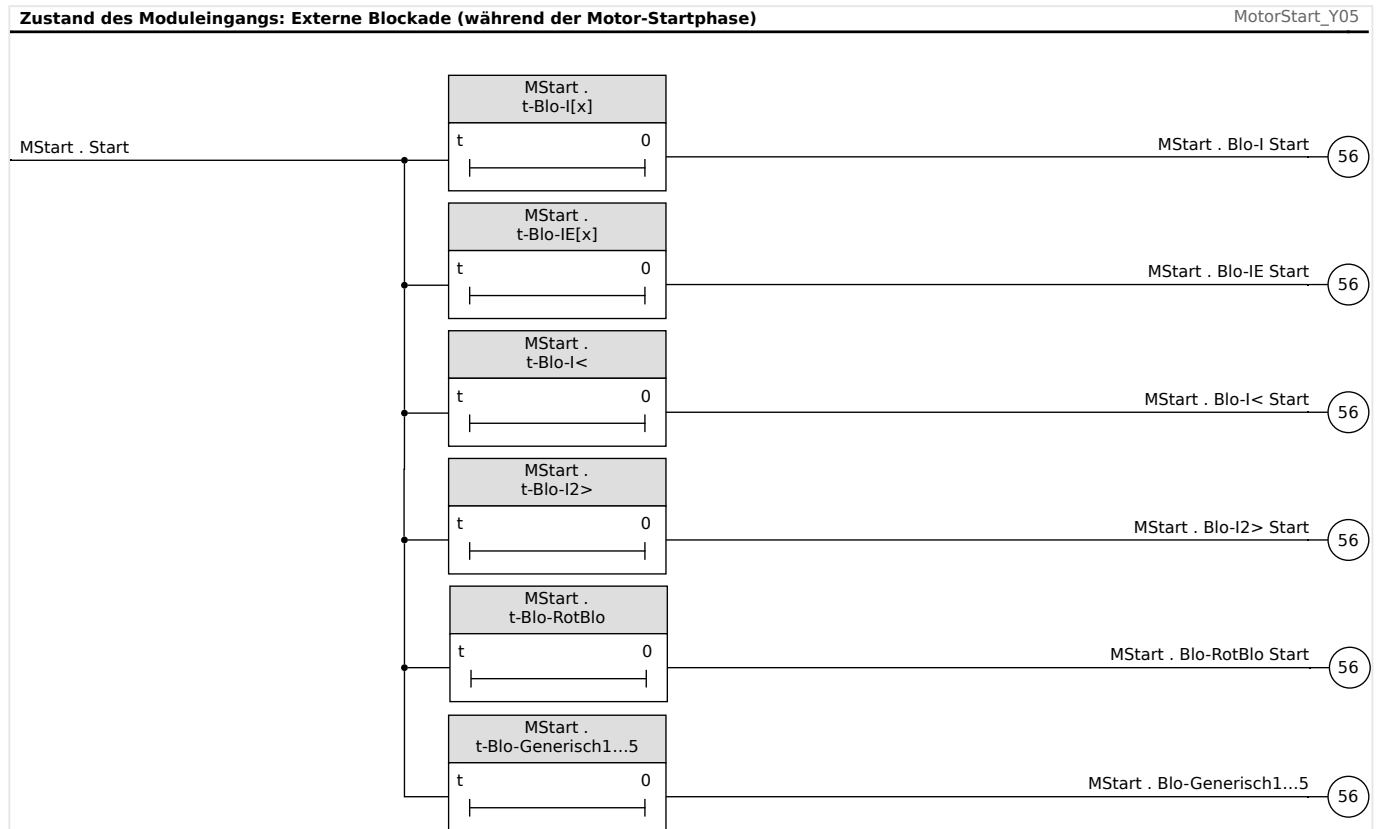 Zustand des Moduleingangs: Externe Blockade (während der Motor-Startphase)
MotorStart_Y05
MStart .
t-Blo-I[x]
t 0
MStart . Start
MStart . Blo-I Start
56
MStart .
t-Blo-IE[x]
t 0
MStart . Blo-IE Start
56
MStart .
t-Blo-I<
t 0
MStart . Blo-I< Start
56
MStart .
t-Blo-I2>
t 0
MStart . Blo-I2> Start
56
MStart .
t-Blo-RotBlo
t 0
MStart . Blo-RotBlo Start
56
MStart .
t-Blo-Generisch1...5
t 0
MStart . Blo-Generisch1...5
56